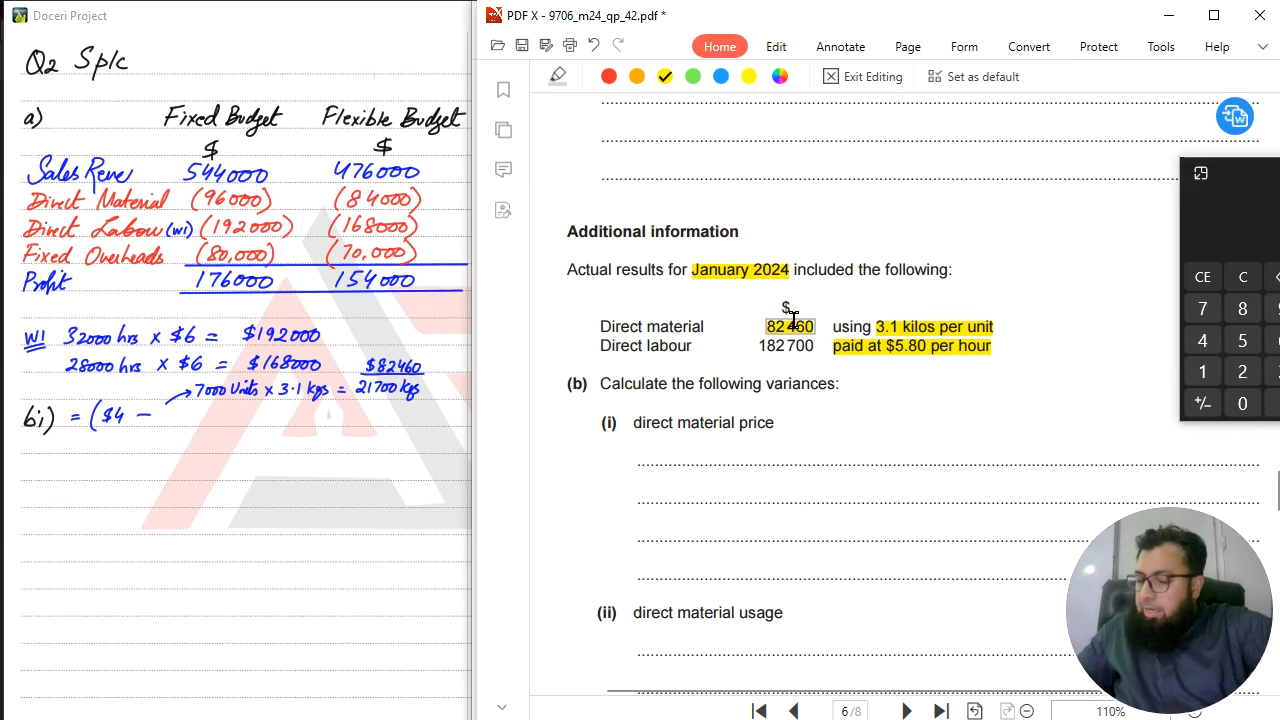 Doceri Project
Q2 Splc
a) Fixed Budget Flexible Budget
$ $
Sales Reve 544000 476000
Direct Material (96000) (84000)
Direct Labour (W1) (192000) (168000)
Fixed Overheads (80,000) (70,000)
Profit 176000 154000
W1 32000 hrs x $6 = $192000
28000 hrs x $6 = $168000 $82460
7000 Units x 3.1 kgs = 21700 kgs
bi) = ($4 -
PDF X - 9706_m24_qp_42.pdf *
Home Edit Annotate Page Form Convert Protect Tools Help
Exit Editing Set as default
Additional information
Actual results for January 2024 included the following:
$
Direct material 82 460 using 3.1 kilos per unit
Direct labour 182 700 paid at $5.80 per hour
(b) Calculate the following variances:
(i) direct material price
(ii) direct material usage
CE C
7 8
4 5
1 2
+/- 0
6/8 110%